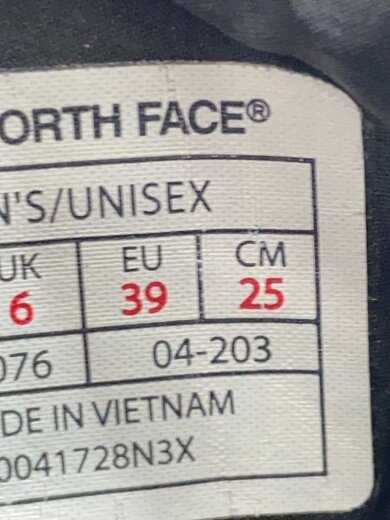 ORTH FACE®
N'S/UNISEX
UK EU CM
6 39 25
076 04-203
DE IN VIETNAM
0041728N3X